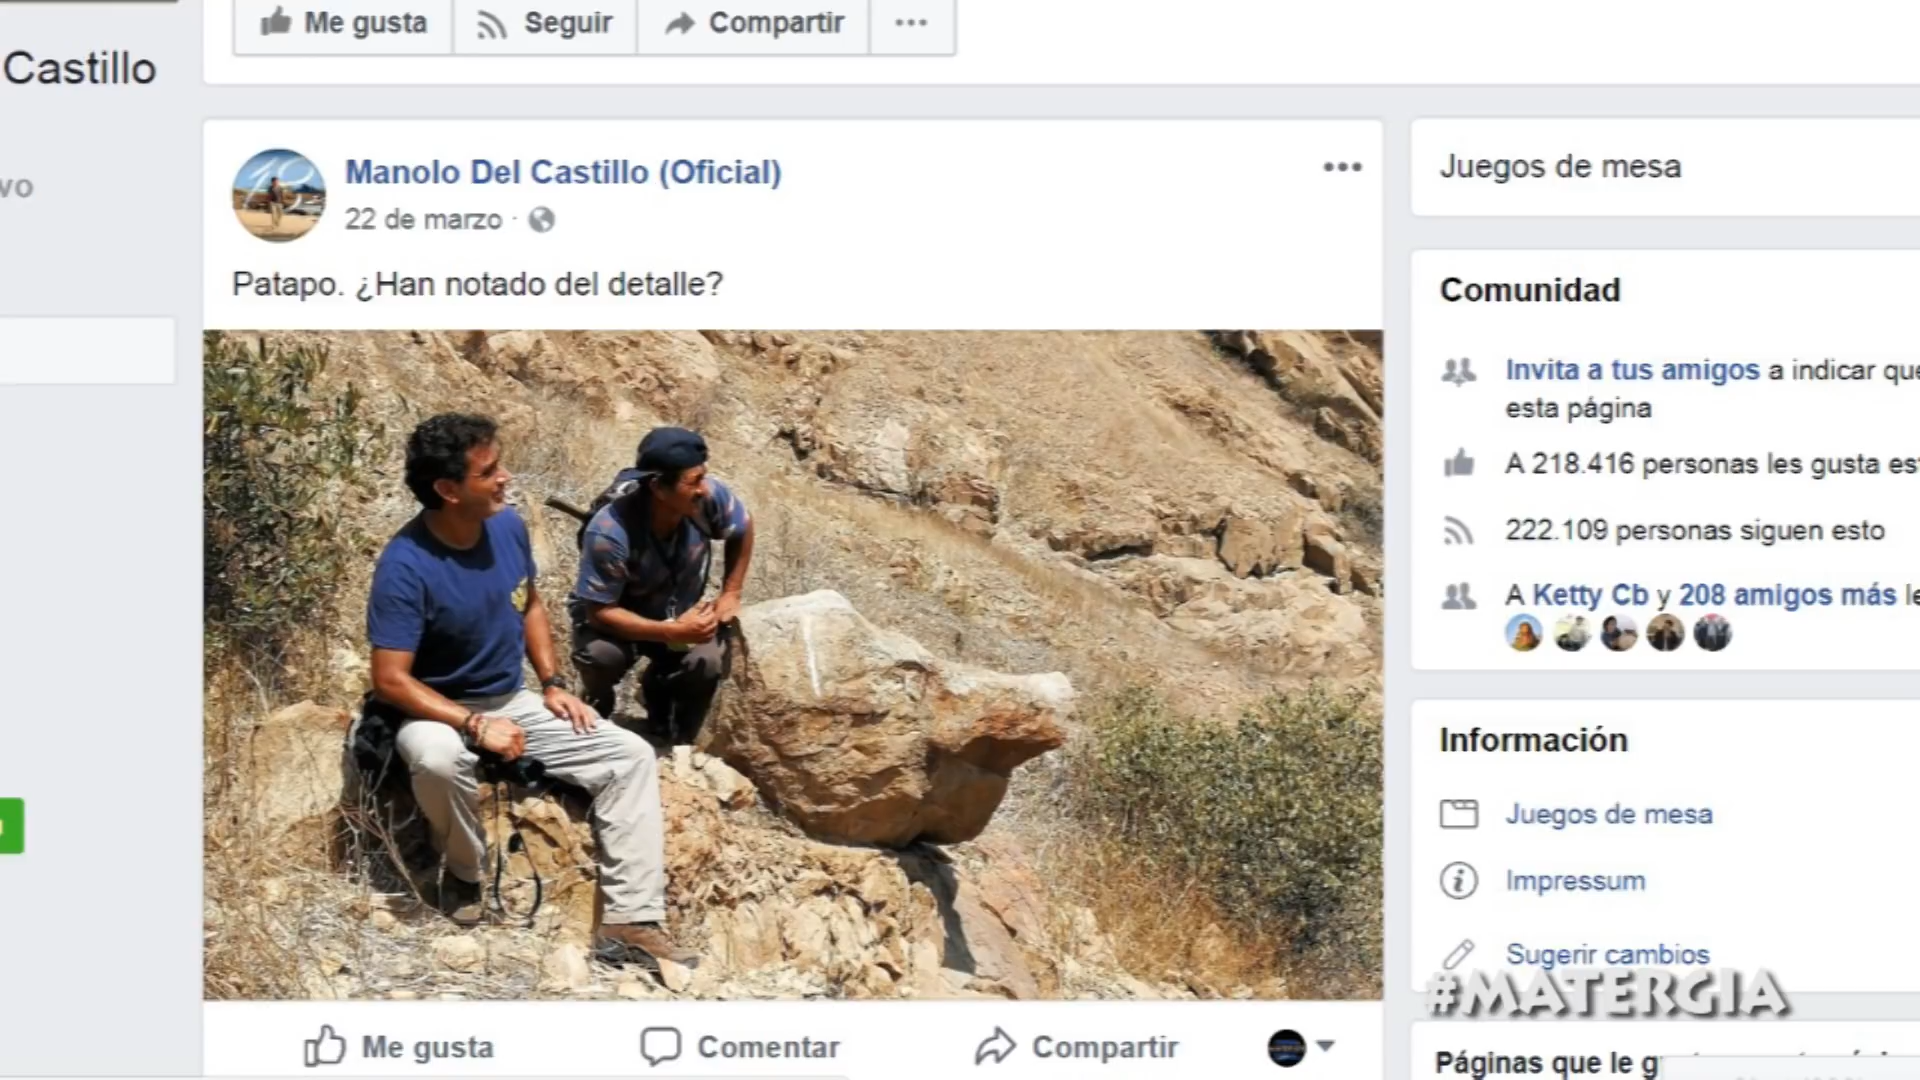 Me gusta
Seguir
Compartir
Castillo
vo
Manolo Del Castillo (Oficial)
22 de marzo ·
Patapo. ¿Han notado del detalle?
Me gusta
Comentar
Compartir
Juegos de mesa
Comunidad
Invita a tus amigos a indicar que
esta página
A 218.416 personas les gusta es
222.109 personas siguen esto
A Ketty Cb y 208 amigos más le
Información
Juegos de mesa
Impressum
Sugerir cambios
#MATERGIA
Páginas que le